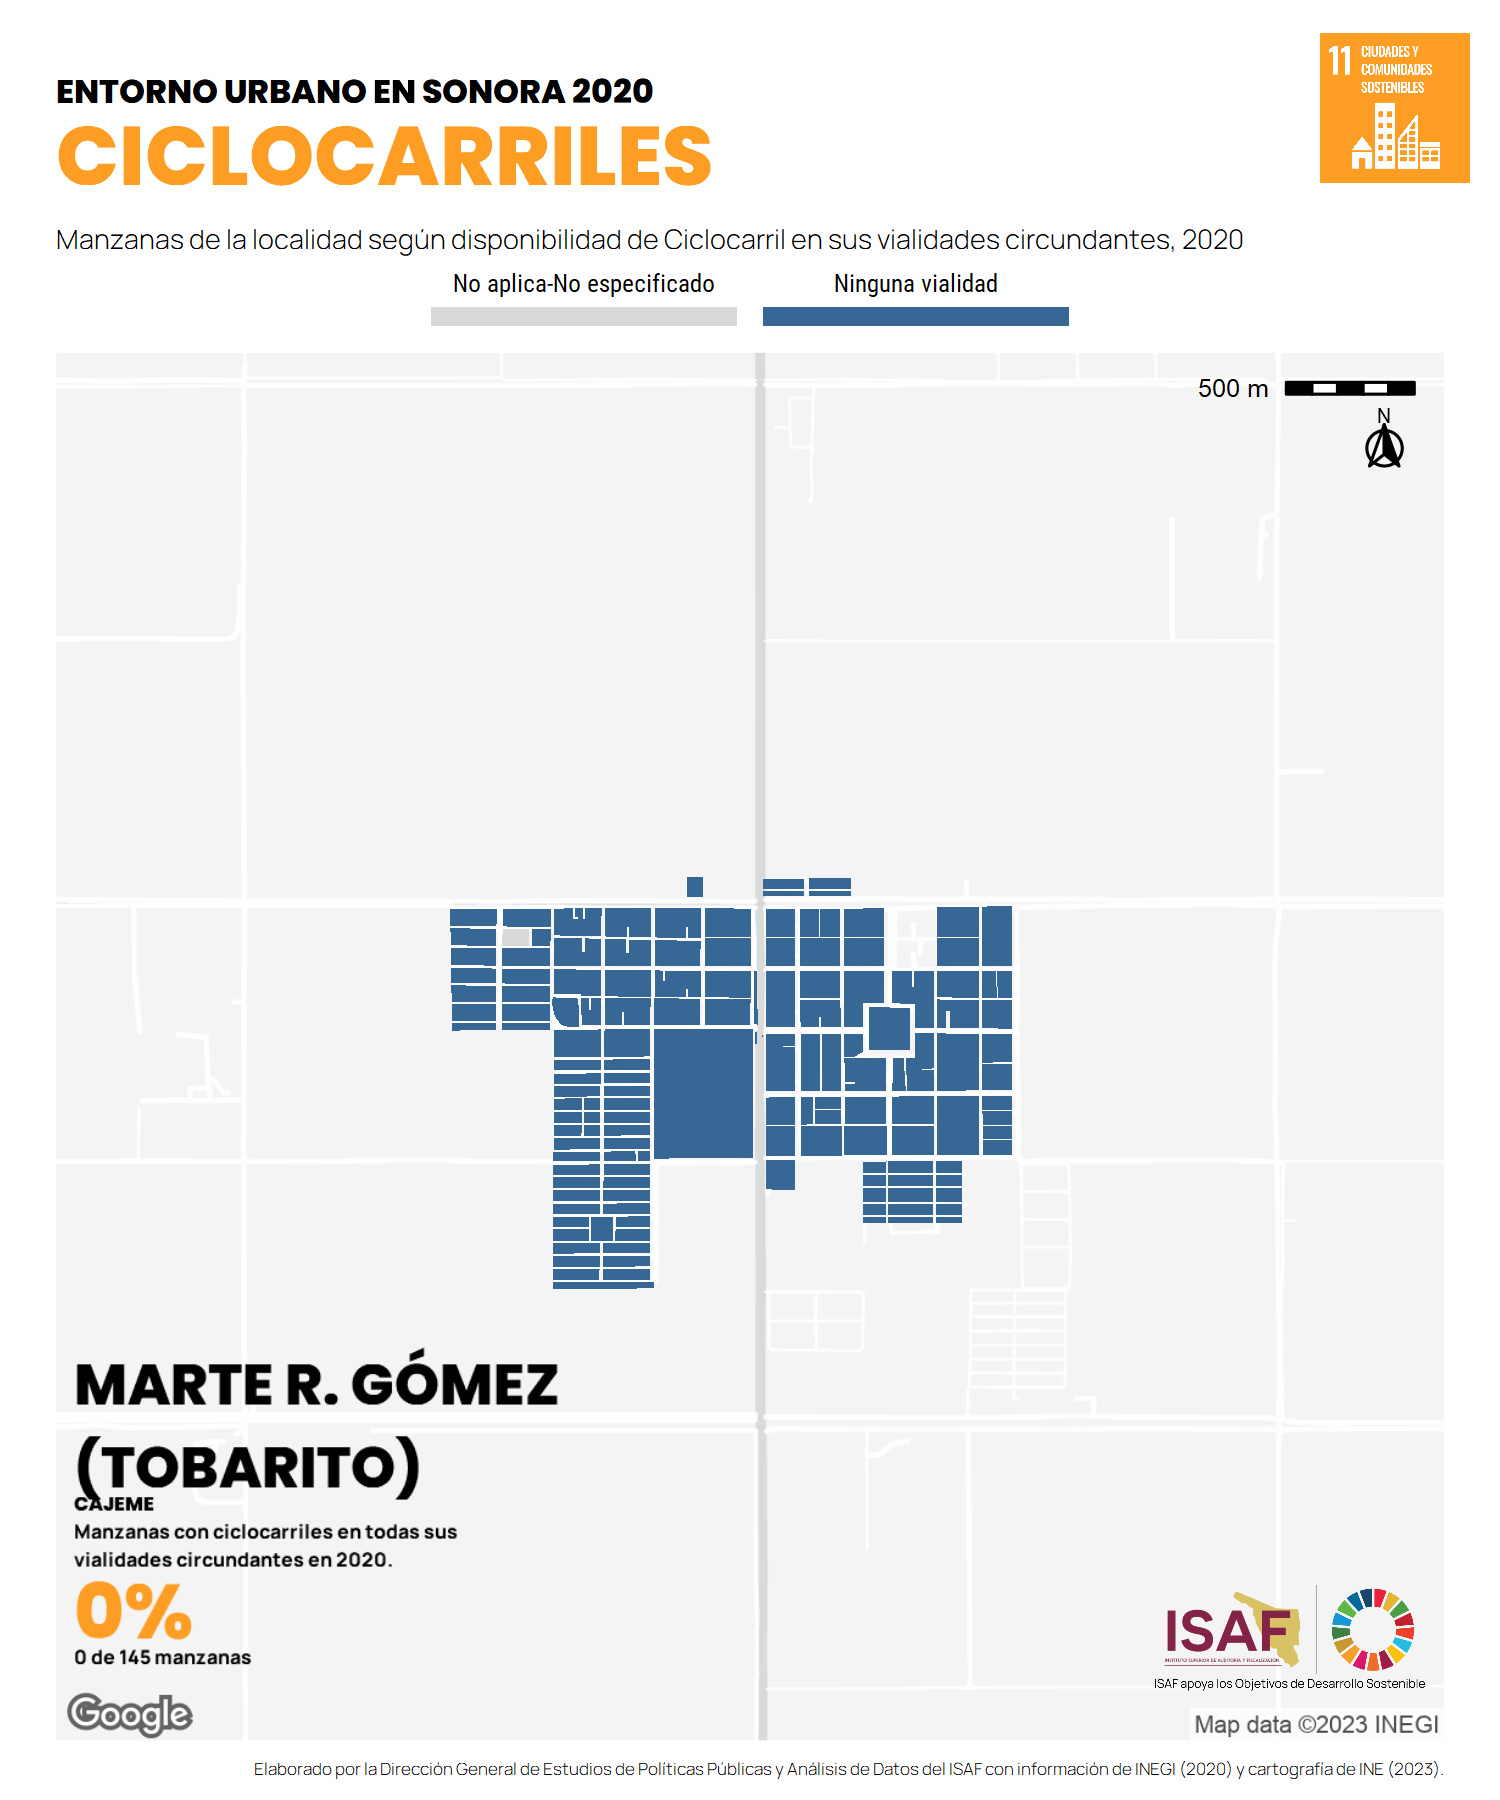 ENTORNO URBANO EN SONORA 2020
CICLOCARRILES
11 CIUDADES Y
COMUNIDADES
SOSTENIBLES
Manzanas de la localidad según disponibilidad de Ciclocarril en sus vialidades circundantes, 2020
No aplica-No especificado
Ninguna vialidad
500 m
N
MARTE R. GÓMEZ
(TOBARITO)
CAJEME
Manzanas con ciclocarriles en todas sus
vialidades circundantes en 2020.
0%
0 de 145 manzanas
Google
ISAF
INSTITUTO SUPERIOR DE AUDITORÍA Y FISCALIZACIÓN
ISAF apoya los Objetivos de Desarrollo Sostenible
Map data ©2023 INEGI
Elaborado por la Dirección General de Estudios de Políticas Públicas y Análisis de Datos del ISAF con información de INEGI (2020) y cartografía de INE (2023).